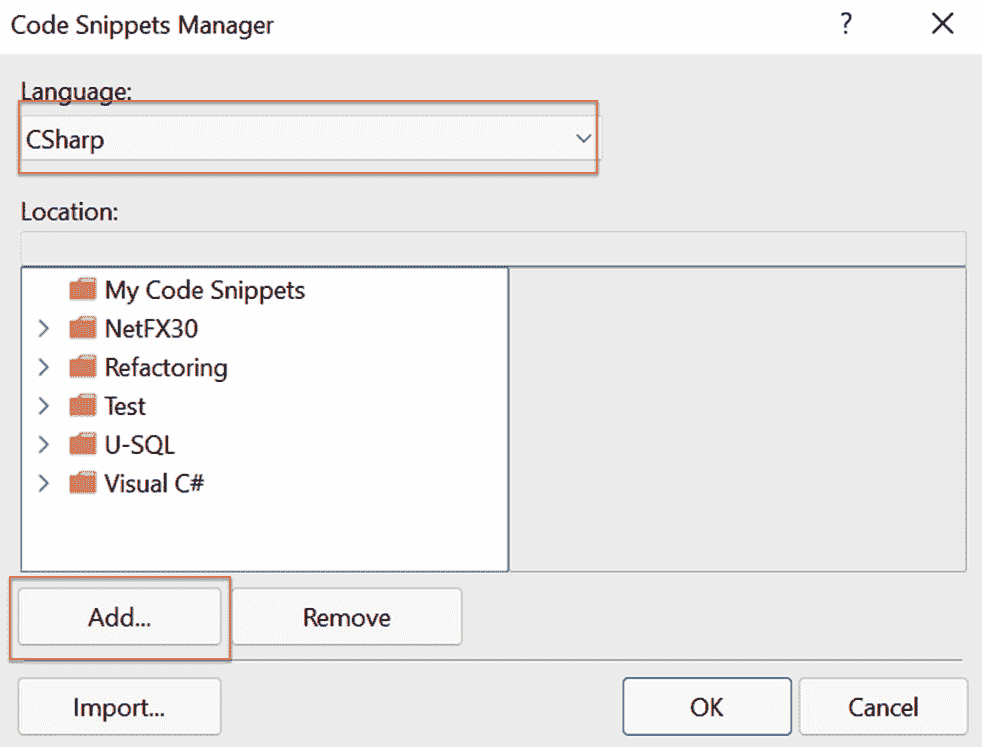 Code Snippets Manager ?
Language:
CSharp
Location:
My Code Snippets
NetFX30
Refactoring
Test
U-SQL
Visual C#
Add... Remove
Import... OK Cancel